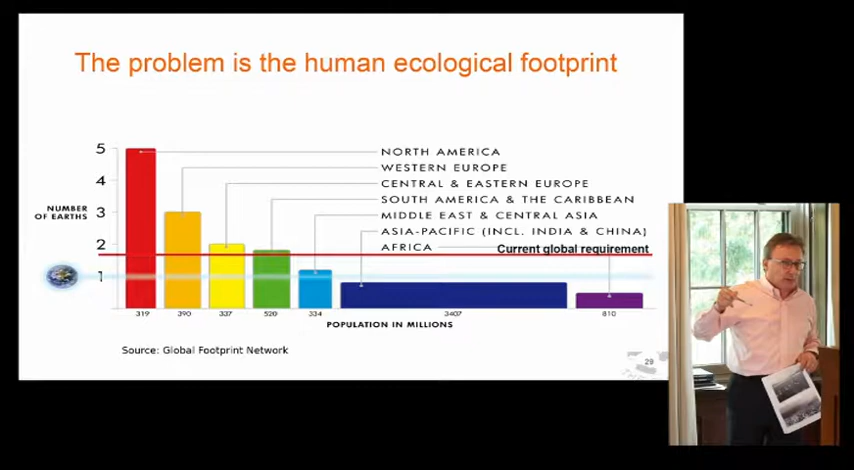 The problem is the human ecological footprint
5
4
3
2
1
NUMBER
OF EARTHS
NORTH AMERICA
WESTERN EUROPE
CENTRAL & EASTERN EUROPE
SOUTH AMERICA & THE CARIBBEAN
MIDDLE EAST & CENTRAL ASIA
ASIA-PACIFIC (INCL. INDIA & CHINA)
AFRICA
Current global requirement
319 390 337 520 334 3407 810
POPULATION IN MILLIONS
Source: Global Footprint Network
29